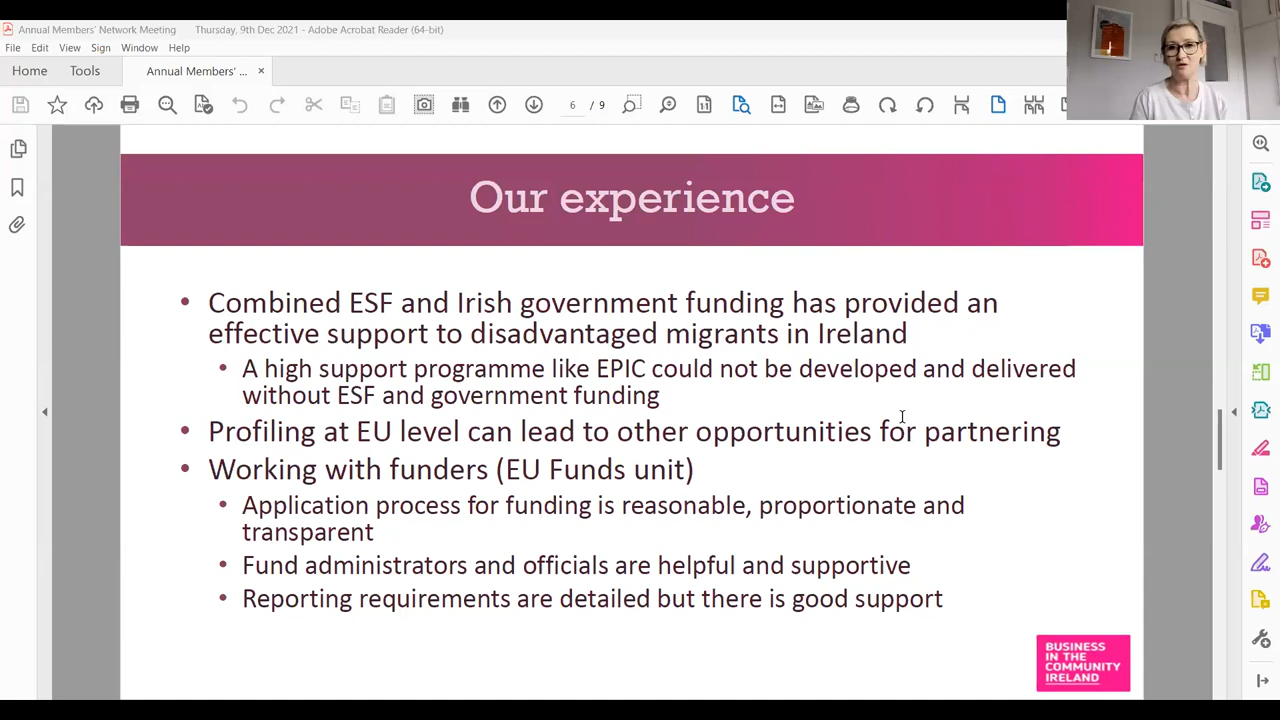 Annual Members' Network Meeting Thursday, 9th Dec 2021 - Adobe Acrobat Reader (64-bit)
File Edit View Sign Window Help
Home Tools Annual Members' ... ×
6 / 9
Our experience
• Combined ESF and Irish government funding has provided an
effective support to disadvantaged migrants in Ireland
• A high support programme like EPIC could not be developed and delivered
without ESF and government funding
• Profiling at EU level can lead to other opportunities for partnering
• Working with funders (EU Funds unit)
• Application process for funding is reasonable, proportionate and
transparent
• Fund administrators and officials are helpful and supportive
• Reporting requirements are detailed but there is good support
BUSINESS
IN THE
COMMUNITY
IRELAND